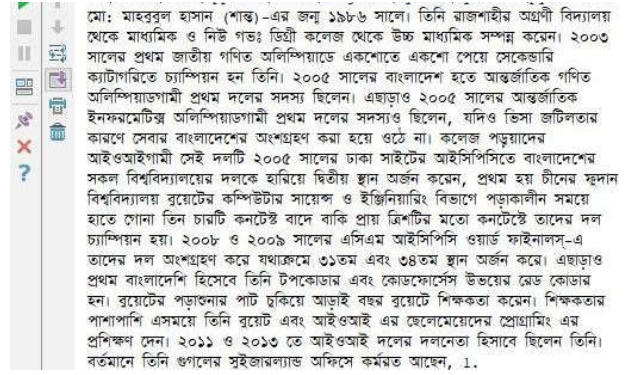 মো: মাহবুবুল হাসান (শান্ত)-এর জন্ম ১৯৮৬ সালে। তিনি রাজশাহীর অগ্রণী বিদ্যালয়
থেকে মাধ্যমিক ও নিউ গভঃ ডিগ্রী কলেজ থেকে উচ্চ মাধ্যমিক সম্পন্ন করেন। ২০০৩
সালের প্রথম জাতীয় গণিত অলিম্পিয়াডে একশোতে একশো পেয়ে সেকেন্ডারি
ক্যাটাগরিতে চ্যাম্পিয়ন হন তিনি। ২০০৫ সালের বাংলাদেশ হতে আন্তর্জাতিক গণিত
অলিম্পিয়াডগামী প্রথম দলের সদস্য ছিলেন। এছাড়াও ২০০৫ সালের আন্তর্জাতিক
ইনফরমেটিক্স অলিম্পিয়াডগামী প্রথম দলের সদস্যও ছিলেন, যদিও ভিসা জটিলতার
কারণে সেবার বাংলাদেশের অংশগ্রহণ করা হয়ে ওঠে না। কলেজ পড়ুয়াদের
আইওআইগামী সেই দলটি ২০০৫ সালের ঢাকা সাইটের আইসিপিসিতে বাংলাদেশের
সকল বিশ্ববিদ্যালয়ের দলকে হারিয়ে দ্বিতীয় স্থান অর্জন করেন, প্রথম হয় চীনের ফুদান
বিশ্ববিদ্যালয় বুয়েটের কম্পিউটার সায়েন্স ও ইঞ্জিনিয়ারিং বিভাগে পড়াকালীন সময়ে
হাতে গোনা তিন চারটি কনটেস্ট বাদে বাকি প্রায় ত্রিশটির মতো কনটেস্টে তাদের দল
চ্যাম্পিয়ন হয়। ২০০৮ ও ২০০৯ সালের এসিএম আইসিপিসি ওয়ার্ড ফাইনালস্-এ
তাদের দল অংশগ্রহণ করে যথাক্রমে ৩১তম এবং ৩৪তম স্থান অর্জন করে। এছাড়াও
প্রথম বাংলাদেশি হিসেবে তিনি টপকোডার এবং কোডফোর্সেস উভয়ের রেড কোডার
হন। বুয়েটের পড়াশুনার পাট চুকিয়ে আড়াই বছর বুয়েটে শিক্ষকতা করেন। শিক্ষকতার
পাশাপাশি এসময়ে তিনি বুয়েট এবং আইওআই এর ছেলেমেয়েদের প্রোগ্রামিং এর
প্রশিক্ষণ দেন। ২০১১ ও ২০১৩ তে আইওআই দলের দলনেতা হিসাবে ছিলেন তিনি।
বর্তমানে তিনি গুগলের সুইজারল্যান্ড অফিসে কর্মরত আছেন, 1.